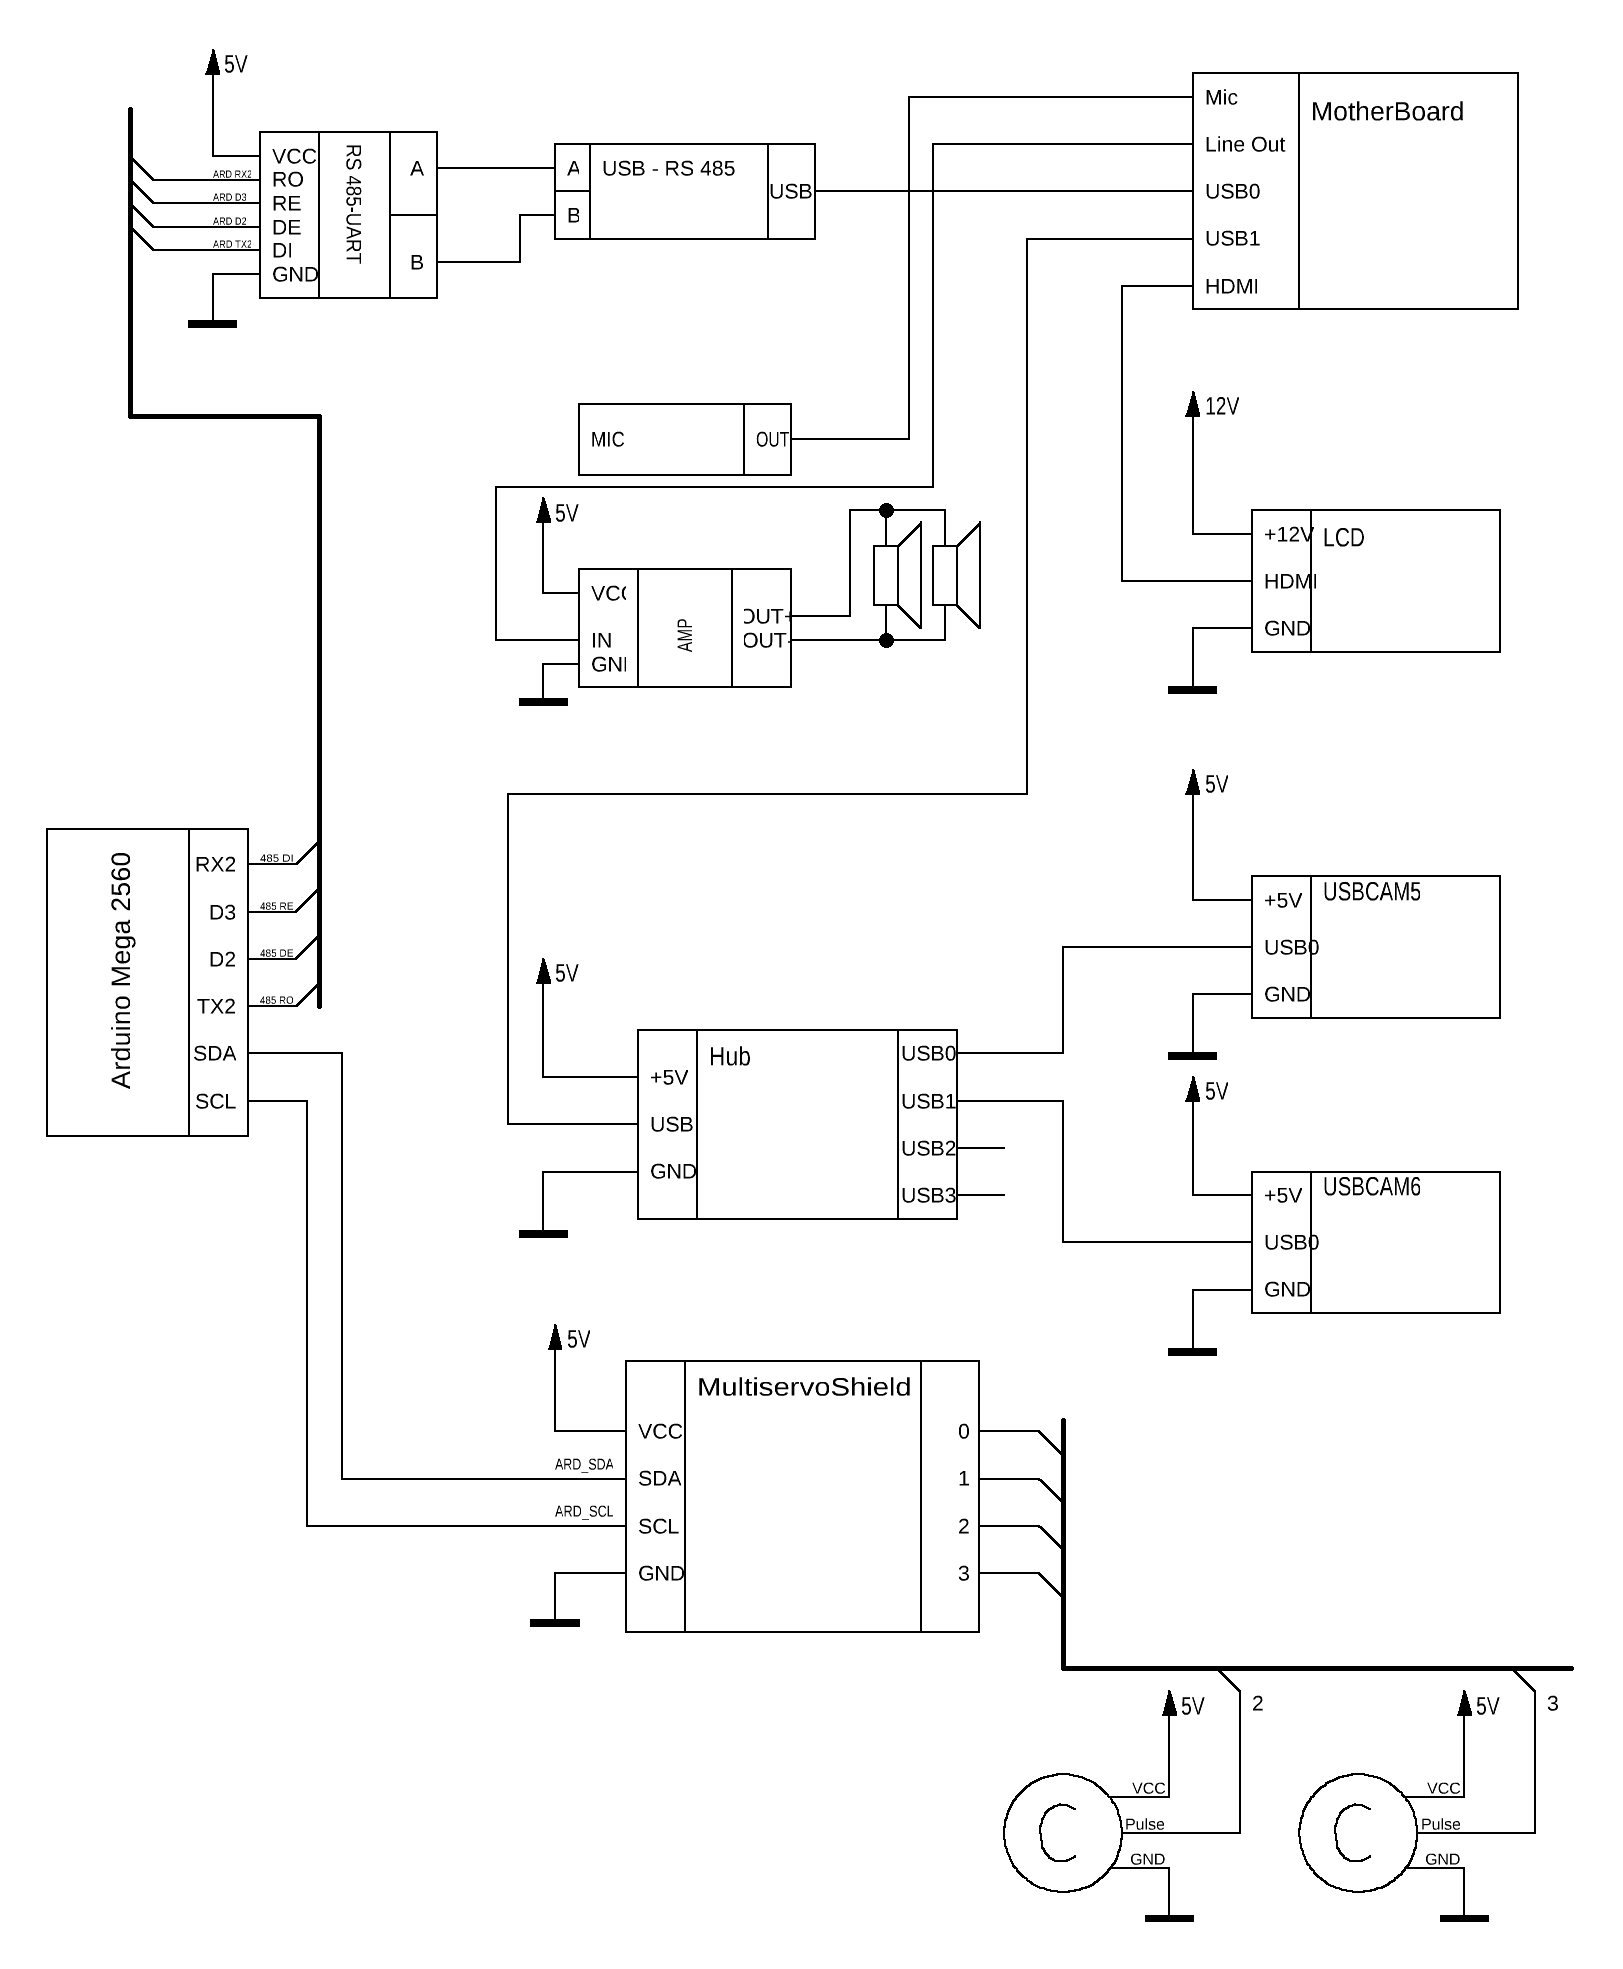 5V
VCC
RO
RE
DE
DI
GND
ARD RX2
ARD D3
ARD D2
ARD TX2
RS 485-UART
A
B
A
B
USB - RS 485
USB
Mic
Line Out
USB0
USB1
HDMI
MotherBoard
MIC
OUT
5V
VCC
IN
GND
AMP
OUT+
OUT-
12V
+12V
HDMI
GND
LCD
Arduino Mega 2560
RX2
D3
D2
TX2
SDA
SCL
485 DI
485 RE
485 DE
485 RO
5V
+5V
USB
GND
Hub
USB0
USB1
USB2
USB3
5V
+5V
USB0
GND
USBCAM5
5V
+5V
USB0
GND
USBCAM6
5V
ARD_SDA
ARD_SCL
VCC
SDA
SCL
GND
MultiservoShield
0
1
2
3
5V
2
VCC
Pulse
GND
C
5V
3
VCC
Pulse
GND
C